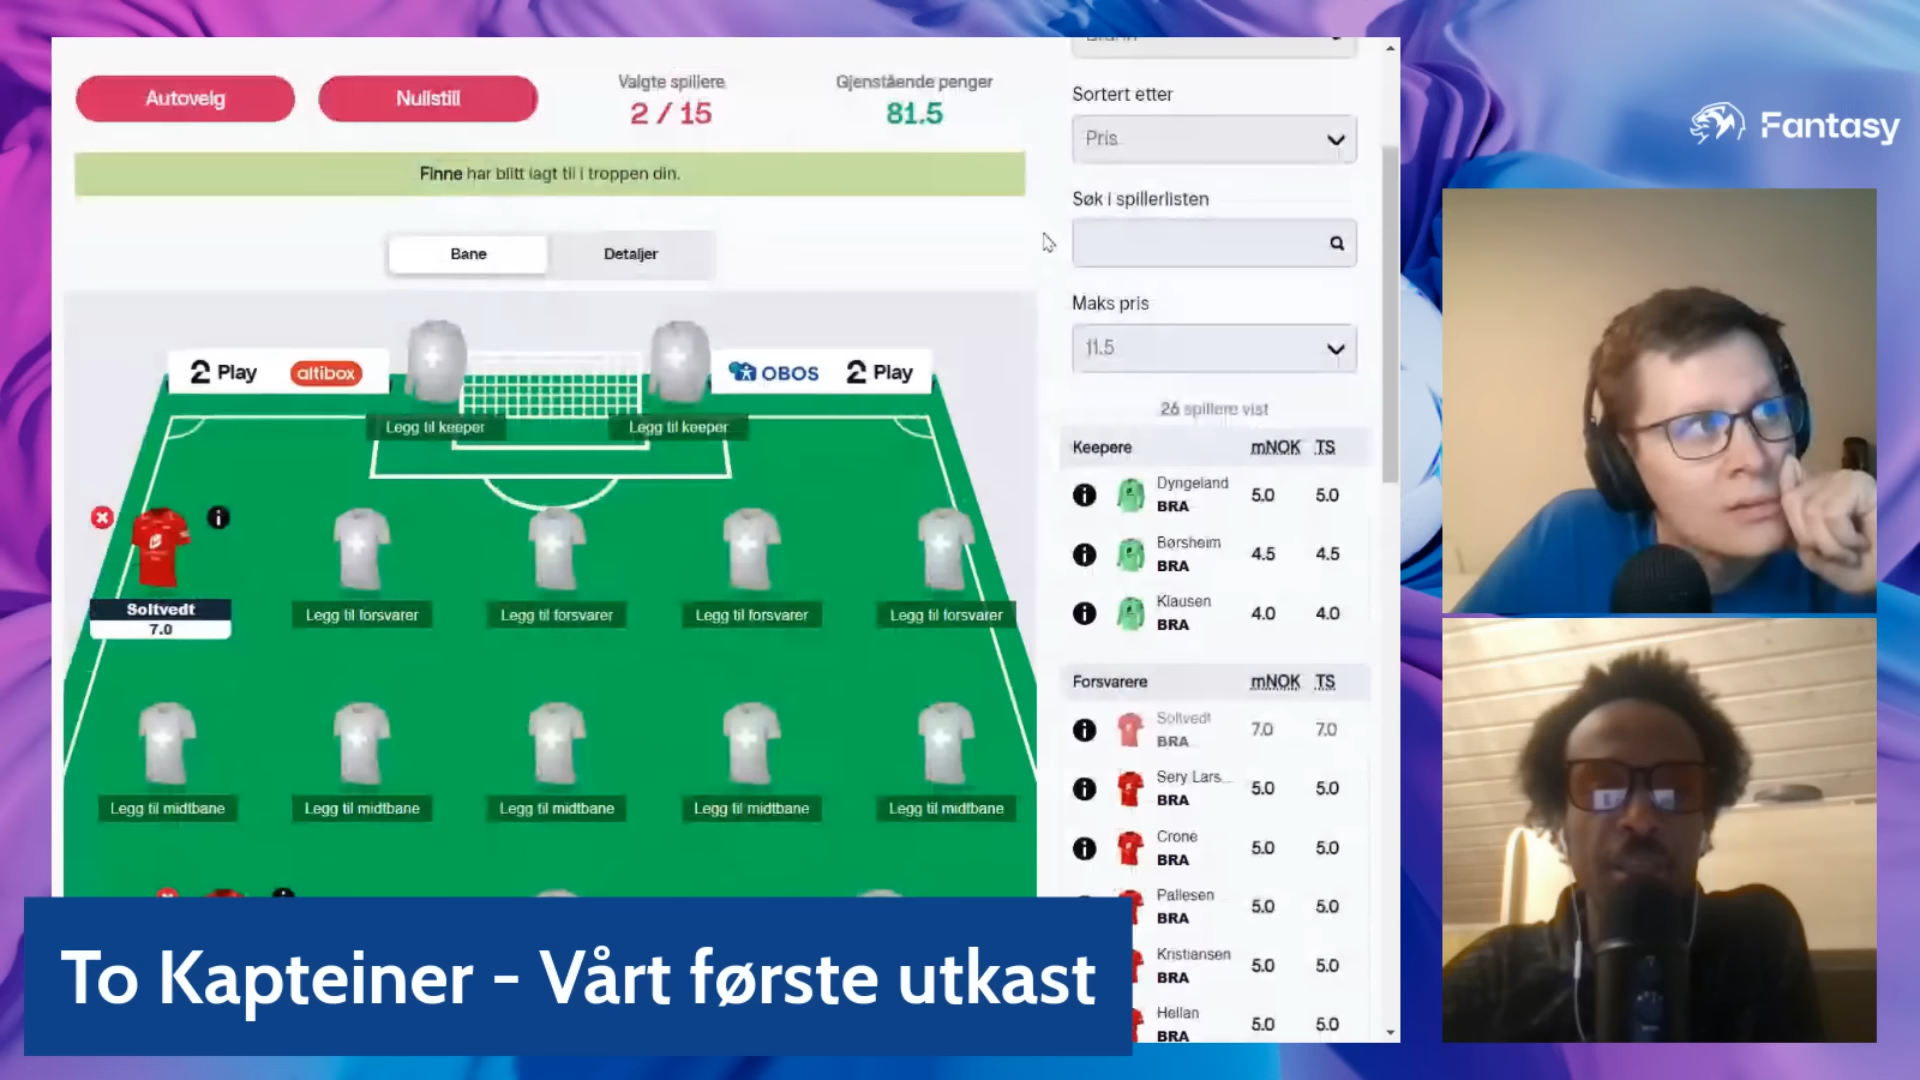 Autovelg
Nullstill
Valgte spillere
2 / 15
Gjenstående penger
81.5
Finne har blitt lagt til i troppen din.
Bane
Detaljer
2 Play
altibox
OBOS
2 Play
Legg til keeper
Legg til keeper
Soltvedt
7.0
Legg til forsvarer
Legg til forsvarer
Legg til forsvarer
Legg til forsvarer
Legg til midtbane
Legg til midtbane
Legg til midtbane
Legg til midtbane
Legg til midtbane
Brann
Sortert etter
Pris
Søk i spillerlisten
Maks pris
11.5
26 spillere vist
Keepere mNOK TS
Dyngeland
BRA 5.0 5.0
Børsheim
BRA 4.5 4.5
Klausen
BRA 4.0 4.0
Forsvarere mNOK TS
Soltvedt
BRA 7.0 7.0
Sery Lars...
BRA 5.0 5.0
Crone
BRA 5.0 5.0
Pallesen
BRA 5.0 5.0
Kristiansen
BRA 5.0 5.0
Hellan
BRA 5.0 5.0
Fantasy
To Kapteiner - Vårt første utkast